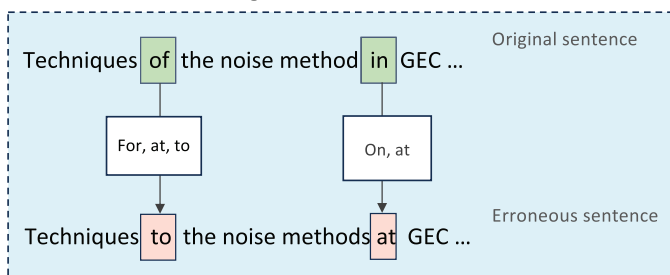 Original sentence
Techniques of the noise method in GEC ...
For, at, to
On, at
Erroneous sentence
Techniques to the noise methods at GEC ...